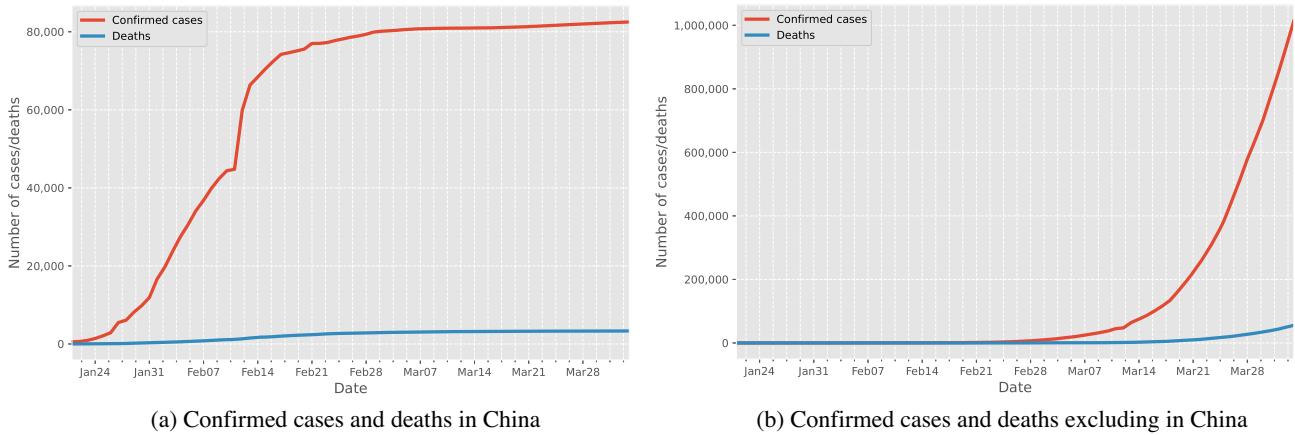 Confirmed cases
Deaths
80,000
60,000
40,000
20,000
0
Number of cases/deaths
Jan24 Jan31 Feb07 Feb14 Feb21 Feb28 Mar07 Mar14 Mar21 Mar28
Date
(a) Confirmed cases and deaths in China
Confirmed cases
Deaths
1,000,000
800,000
600,000
400,000
200,000
0
Number of cases/deaths
Jan24 Jan31 Feb07 Feb14 Feb21 Feb28 Mar07 Mar14 Mar21 Mar28
Date
(b) Confirmed cases and deaths excluding in China